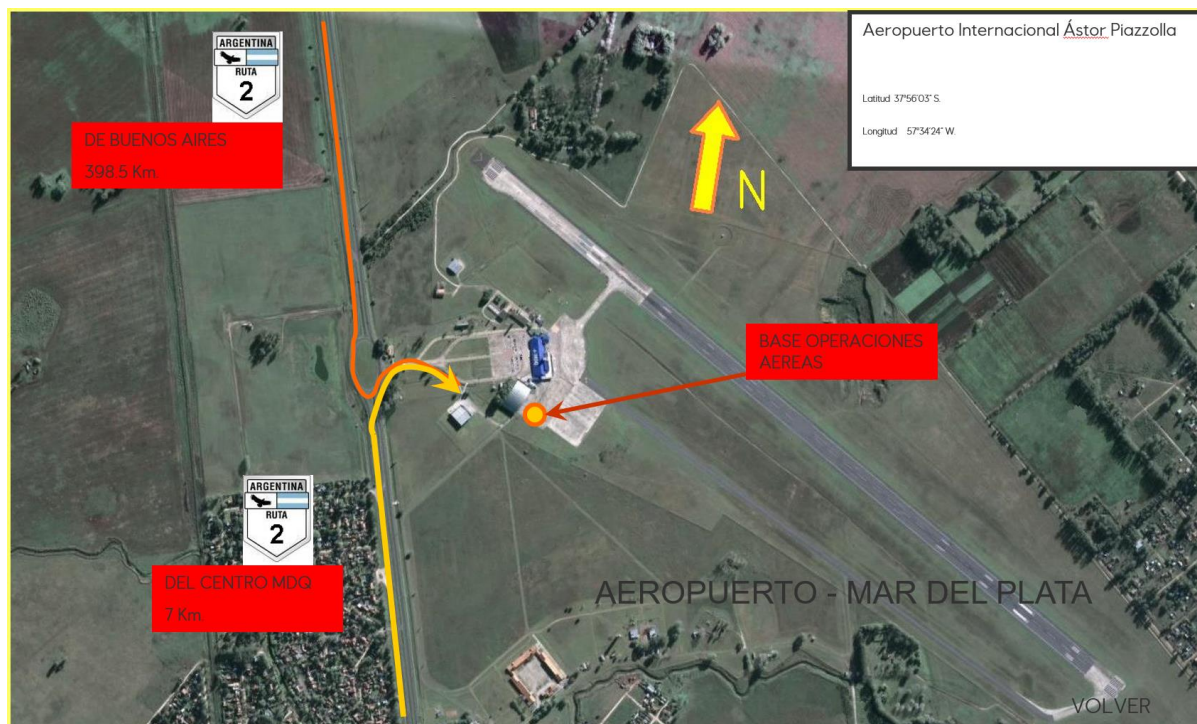 Aeropuerto Internacional Ástor Piazzolla
Latitud 37°56'03" S.
Longitud 57°34'24" W
ARGENTINA
RUTA
2
DE BUENOS AIRES
398.5 Km.
N
BASE OPERACIONES
AEREAS
ARGENTINA
RUTA
2
DEL CENTRO MDQ
7 Km.
AEROPUERTO - MAR DEL PLATA
VOLVER